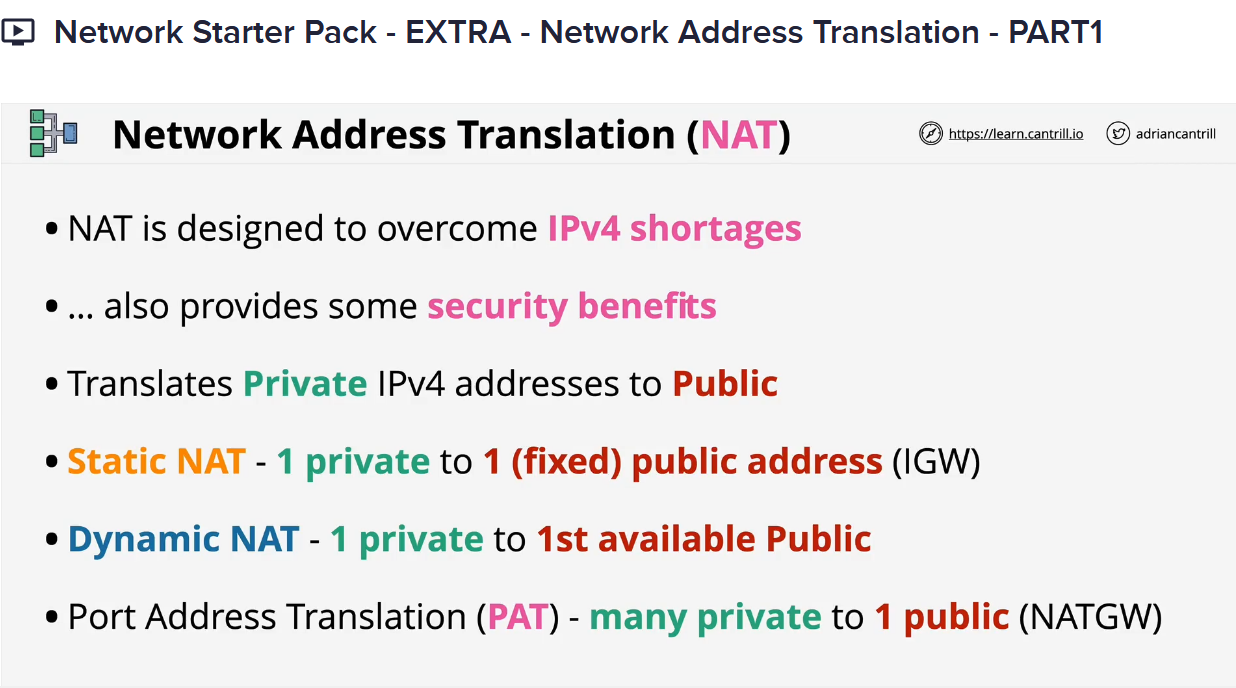 Network Starter Pack - EXTRA - Network Address Translation - PART1
Network Address Translation (NAT)
https://learn.cantrill.io
adriancantrill
• NAT is designed to overcome IPv4 shortages
• ... also provides some security benefits
• Translates Private IPv4 addresses to Public
• Static NAT - 1 private to 1 (fixed) public address (IGW)
• Dynamic NAT - 1 private to 1st available Public
• Port Address Translation (PAT) - many private to 1 public (NATGW)